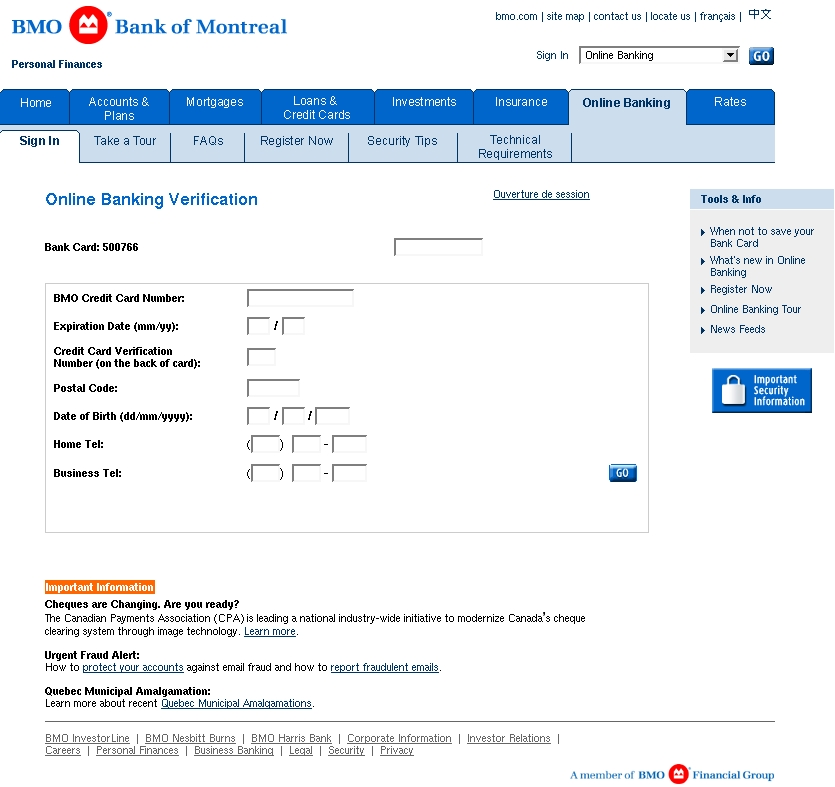 BMO Bank of Montreal
bmo.com | site map | contact us | locate us | français | 中文
Sign In Online Banking GO
Personal Finances
Home Accounts & Plans Mortgages Loans & Credit Cards Investments Insurance Online Banking Rates
Sign In Take a Tour FAQs Register Now Security Tips Technical Requirements
Online Banking Verification
Ouverture de session
Bank Card: 500766
BMO Credit Card Number:
Expiration Date (mm/yy): /
Credit Card Verification
Number (on the back of card):
Postal Code:
Date of Birth (dd/mm/yyyy): / /
Home Tel: ( ) -
Business Tel: ( ) -
GO
Tools & Info
When not to save your
Bank Card
What's new in Online
Banking
Register Now
Online Banking Tour
News Feeds
Important
Security
Information
Important Information
Cheques are Changing. Are you ready?
The Canadian Payments Association (CPA) is leading a national industry-wide initiative to modernize Canada's cheque
clearing system through image technology. Learn more.
Urgent Fraud Alert:
How to protect your accounts against email fraud and how to report fraudulent emails.
Quebec Municipal Amalgamation:
Learn more about recent Quebec Municipal Amalgamations.
BMO InvestorLine | BMO Nesbitt Burns | BMO Harris Bank | Corporate Information | Investor Relations |
Careers | Personal Finances | Business Banking | Legal | Security | Privacy
A member of BMO Financial Group